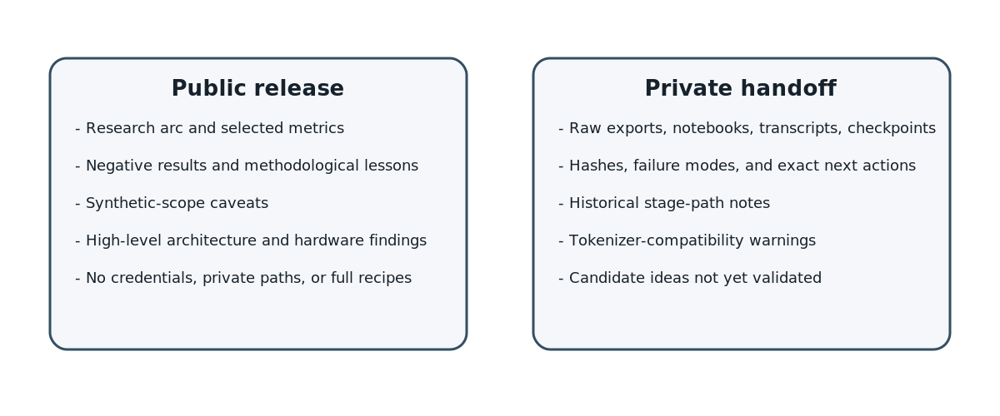 Public release
- Research arc and selected metrics
- Negative results and methodological lessons
- Synthetic-scope caveats
- High-level architecture and hardware findings
- No credentials, private paths, or full recipes
Private handoff
- Raw exports, notebooks, transcripts, checkpoints
- Hashes, failure modes, and exact next actions
- Historical stage-path notes
- Tokenizer-compatibility warnings
- Candidate ideas not yet validated